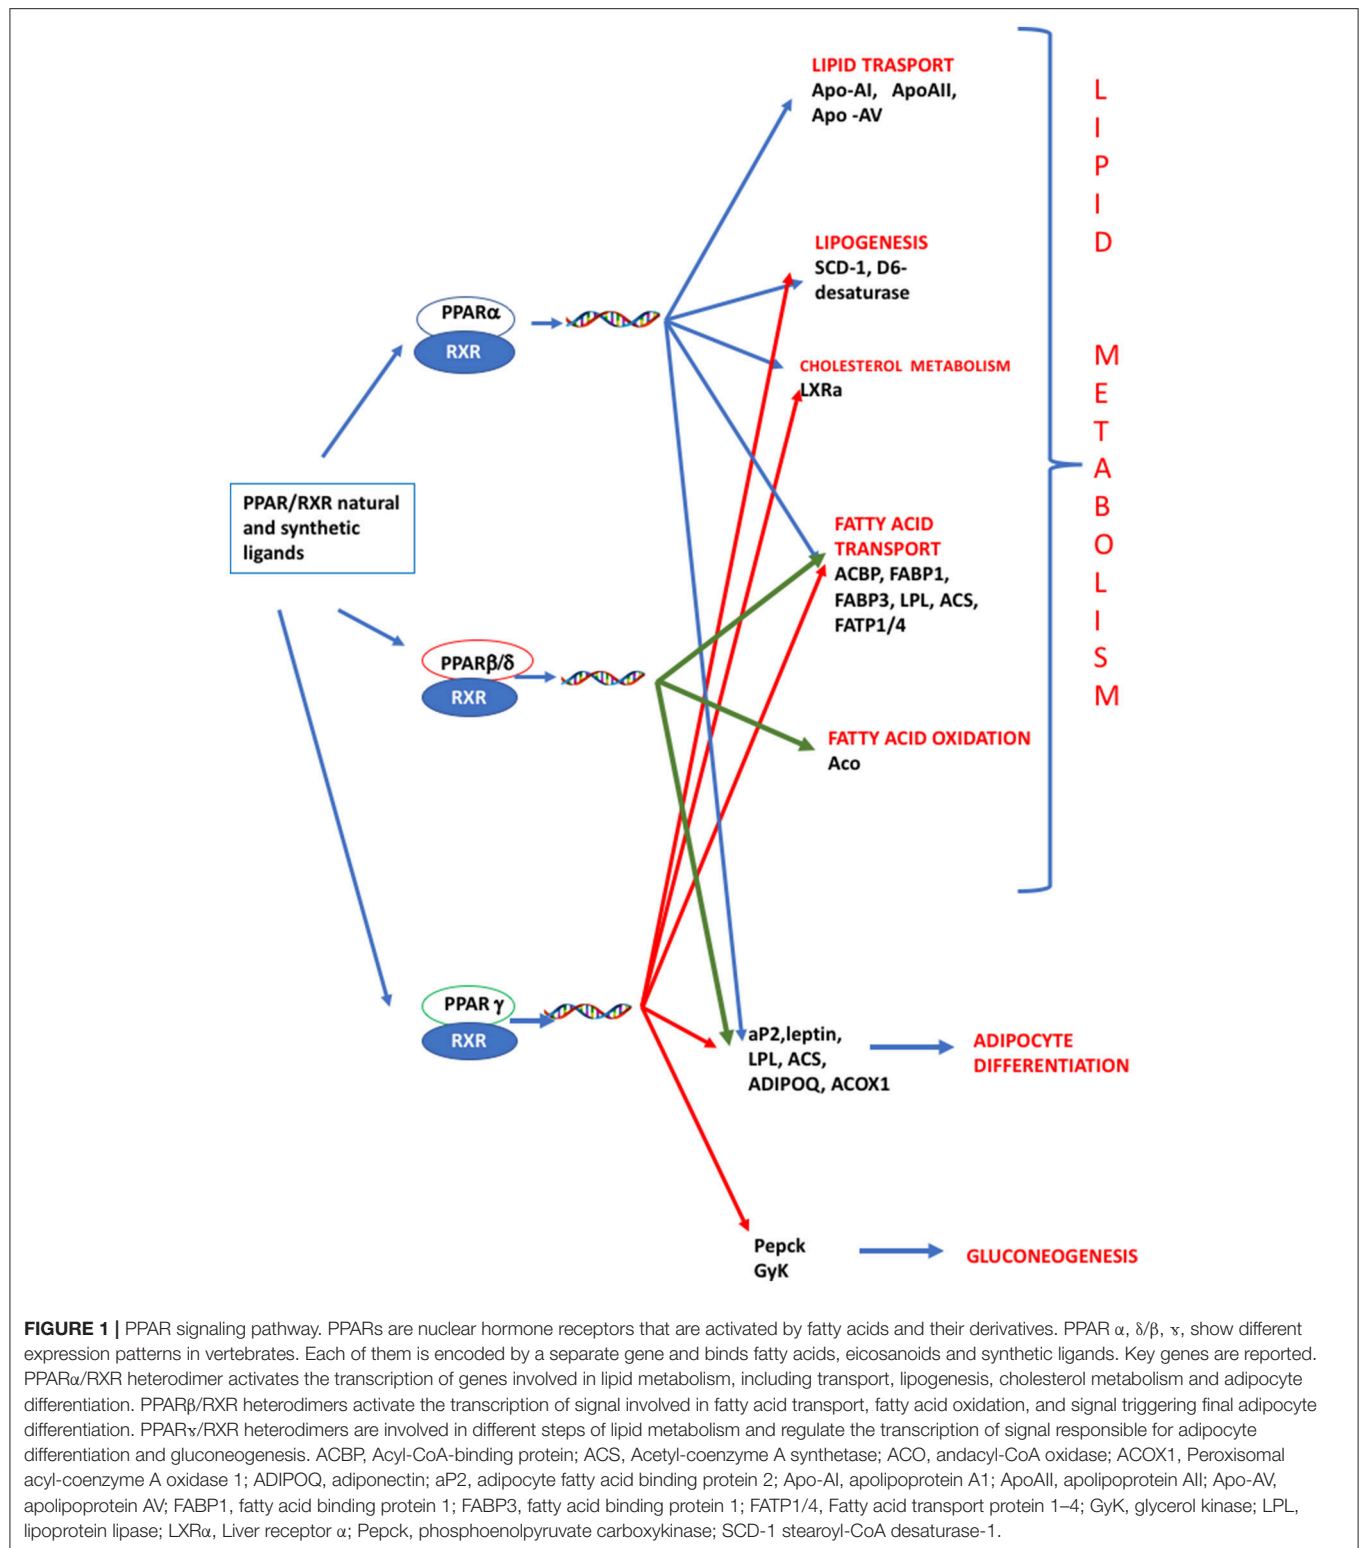 LIPID TRASPORT
Apo-AI, ApoAII,
Apo -AV
LIPOGENESIS
SCD-1, D6-
desaturase
CHOLESTEROL METABOLISM
LXRa
FATTY ACID
TRANSPORT
ACBP, FABP1,
FABP3, LPL, ACS,
FATP1/4
FATTY ACID OXIDATION
Aco
LIPID METABOLISM
PPARα
RXR
PPAR/RXR natural
and synthetic
ligands
PPARβ/δ
RXR
PPAR γ
RXR
aP2,leptin,
LPL, ACS,
ADIPOQ, ACOX1
ADIPOCYTE
DIFFERENTIATION
Pepck
GyK
GLUCONEOGENESIS
FIGURE 1 | PPAR signaling pathway. PPARs are nuclear hormone receptors that are activated by fatty acids and their derivatives. PPAR α, δ/β, ɤ, show different
expression patterns in vertebrates. Each of them is encoded by a separate gene and binds fatty acids, eicosanoids and synthetic ligands. Key genes are reported.
PPARα/RXR heterodimer activates the transcription of genes involved in lipid metabolism, including transport, lipogenesis, cholesterol metabolism and adipocyte
differentiation. PPARβ/RXR heterodimers activate the transcription of signal involved in fatty acid transport, fatty acid oxidation, and signal triggering final adipocyte
differentiation. PPARɤ/RXR heterodimers are involved in different steps of lipid metabolism and regulate the transcription of signal responsible for adipocyte
differentiation and gluconeogenesis. ACBP, Acyl-CoA-binding protein; ACS, Acetyl-coenzyme A synthetase; ACO, andacyl-CoA oxidase; ACOX1, Peroxisomal
acyl-coenzyme A oxidase 1; ADIPOQ, adiponectin; aP2, adipocyte fatty acid binding protein 2; Apo-AI, apolipoprotein A1; ApoAII, apolipoprotein AII; Apo-AV,
apolipoprotein AV; FABP1, fatty acid binding protein 1; FABP3, fatty acid binding protein 1; FATP1/4, Fatty acid transport protein 1–4; GyK, glycerol kinase; LPL,
lipoprotein lipase; LXRα, Liver receptor α; Pepck, phosphoenolpyruvate carboxykinase; SCD-1 stearoyl-CoA desaturase-1.